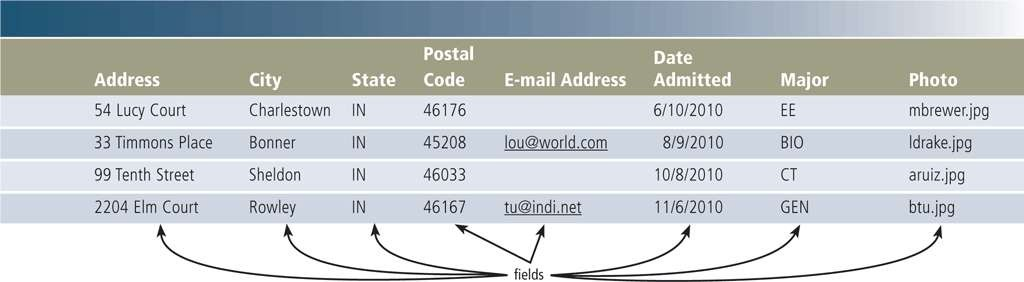 Address City State Postal Code E-mail Address Date Admitted Major Photo
54 Lucy Court Charlestown IN 46176 6/10/2010 EE mbrewer.jpg
33 Timmons Place Bonner IN 45208 lou@world.com 8/9/2010 BIO ldrake.jpg
99 Tenth Street Sheldon IN 46033 10/8/2010 CT aruiz.jpg
2204 Elm Court Rowley IN 46167 tu@indi.net 11/6/2010 GEN btu.jpg
fields